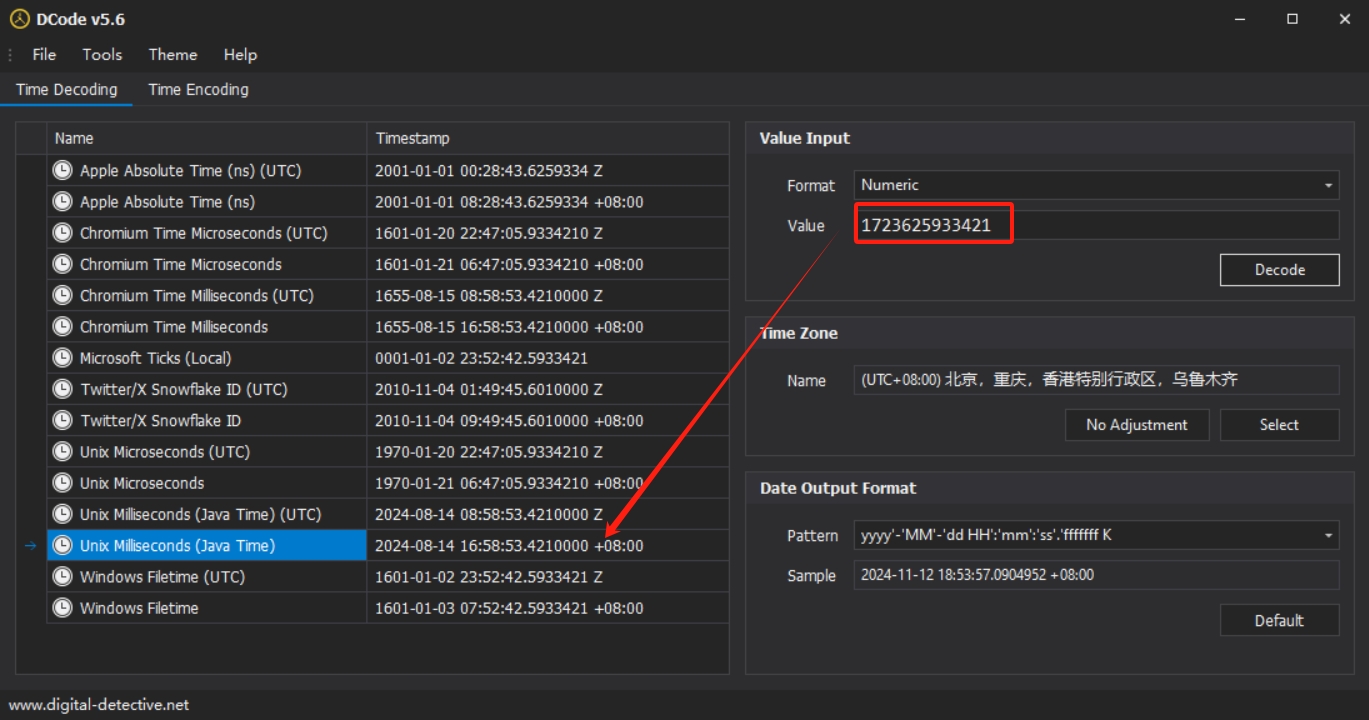 DCode v5.6
File Tools Theme Help
Time Decoding Time Encoding
Name Timestamp
Apple Absolute Time (ns) (UTC) 2001-01-01 00:28:43.6259334 Z
Apple Absolute Time (ns) 2001-01-01 08:28:43.6259334 +08:00
Chromium Time Microseconds (UTC) 1601-01-20 22:47:05.9334210 Z
Chromium Time Microseconds 1601-01-21 06:47:05.9334210 +08:00
Chromium Time Milliseconds (UTC) 1655-08-15 08:58:53.4210000 Z
Chromium Time Milliseconds 1655-08-15 16:58:53.4210000 +08:00
Microsoft Ticks (Local) 0001-01-02 23:52:42.5933421
Twitter/X Snowflake ID (UTC) 2010-11-04 01:49:45.6010000 Z
Twitter/X Snowflake ID 2010-11-04 09:49:45.6010000 +08:00
Unix Microseconds (UTC) 1970-01-20 22:47:05.9334210 Z
Unix Microseconds 1970-01-21 06:47:05.9334210 +08:00
Unix Milliseconds (Java Time) (UTC) 2024-08-14 08:58:53.4210000 Z
Unix Milliseconds (Java Time) 2024-08-14 16:58:53.4210000 +08:00
Windows Filetime (UTC) 1601-01-02 23:52:42.5933421 Z
Windows Filetime 1601-01-03 07:52:42.5933421 +08:00
Value Input
Format Numeric
Value 1723625933421
Decode
Time Zone
Name (UTC+08:00) 北京，重庆，香港特别行政区，乌鲁木齐
No Adjustment Select
Date Output Format
Pattern yyyy'-'MM'-'dd HH':'mm':'ss'.'fffffff K
Sample 2024-11-12 18:53:57.0904952 +08:00
Default
www.digital-detective.net